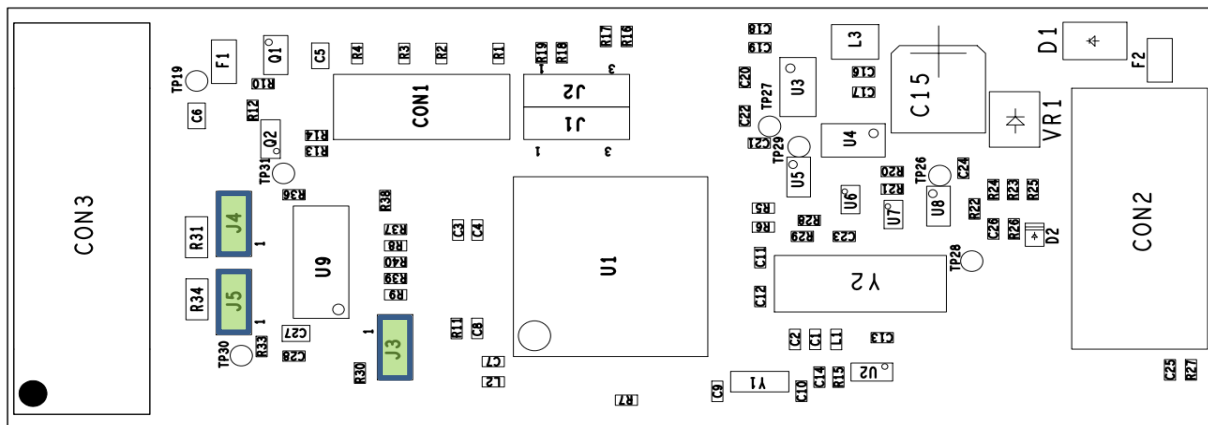 C18
C19
L3
D1
F2
R17
R16
TP19
F1
Q1
C5
R4
R3
R2
R1
R19
R18
1
3
R10
C20
TP27
U3
C16
C17
C15
VR1
C6
R12
R14
R13
CON1
J2
J1
1
3
C22
C21
TP29
U4
Q2
TP31
CON3
R36
R38
U5
R20
R21
U6
U7
TP26
U8
C24
R24
R23
R25
R22
CON2
R31
J4
1
U9
R37
R8
R40
R39
R9
C3
C4
U1
R5
R6
R28
R29
C23
C26
R26
D2
C11
C12
Y2
TP28
R34
J5
1
C27
C28
R33
TP30
1
J3
R30
R11
C8
C7
L2
R7
C9
Y1
C10
C2
C1
L1
C13
C14
R15
U2
C25
R27